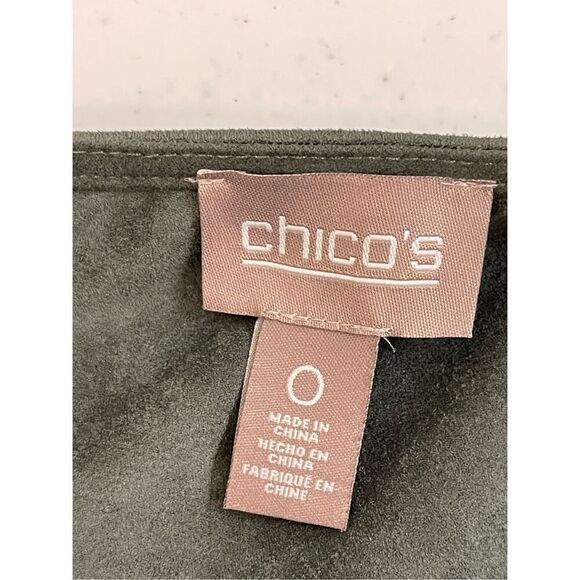 chico's
0
MADE IN
CHINA
HECHO EN
CHINA
FABRIQUÉ EN
CHINE